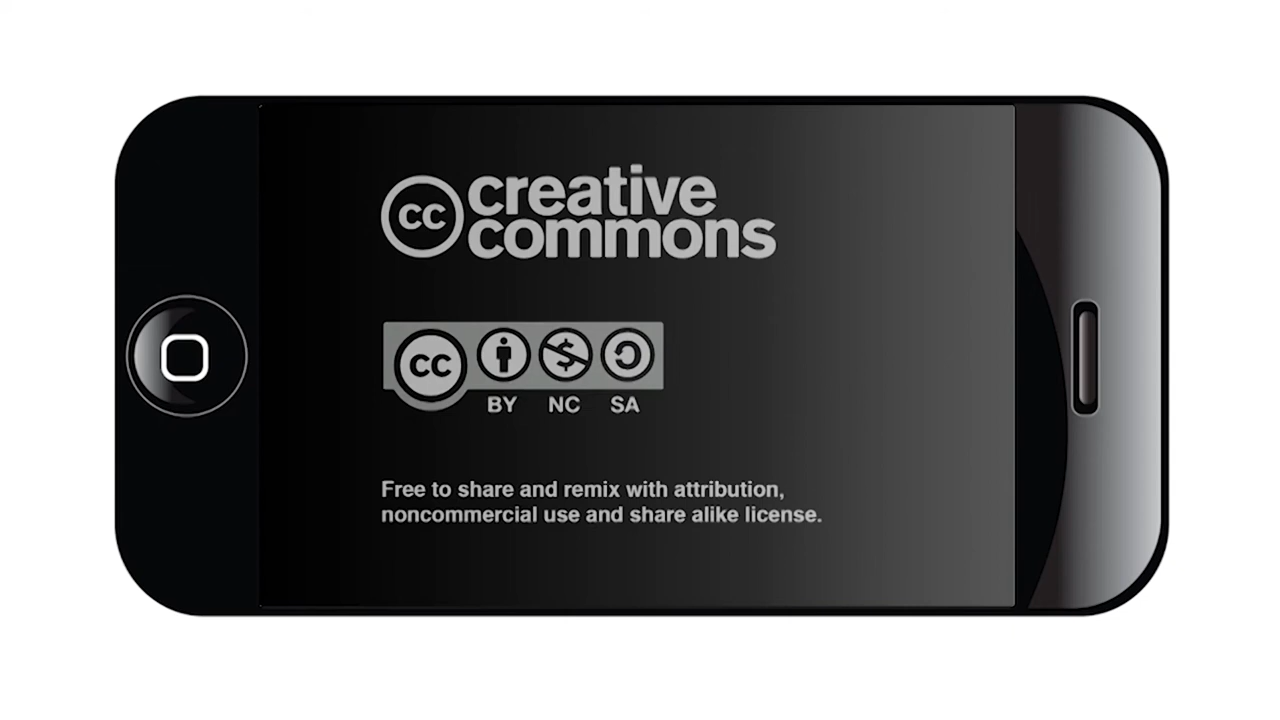 cc creative
commons
cc
BY NC SA
Free to share and remix with attribution,
noncommercial use and share alike license.